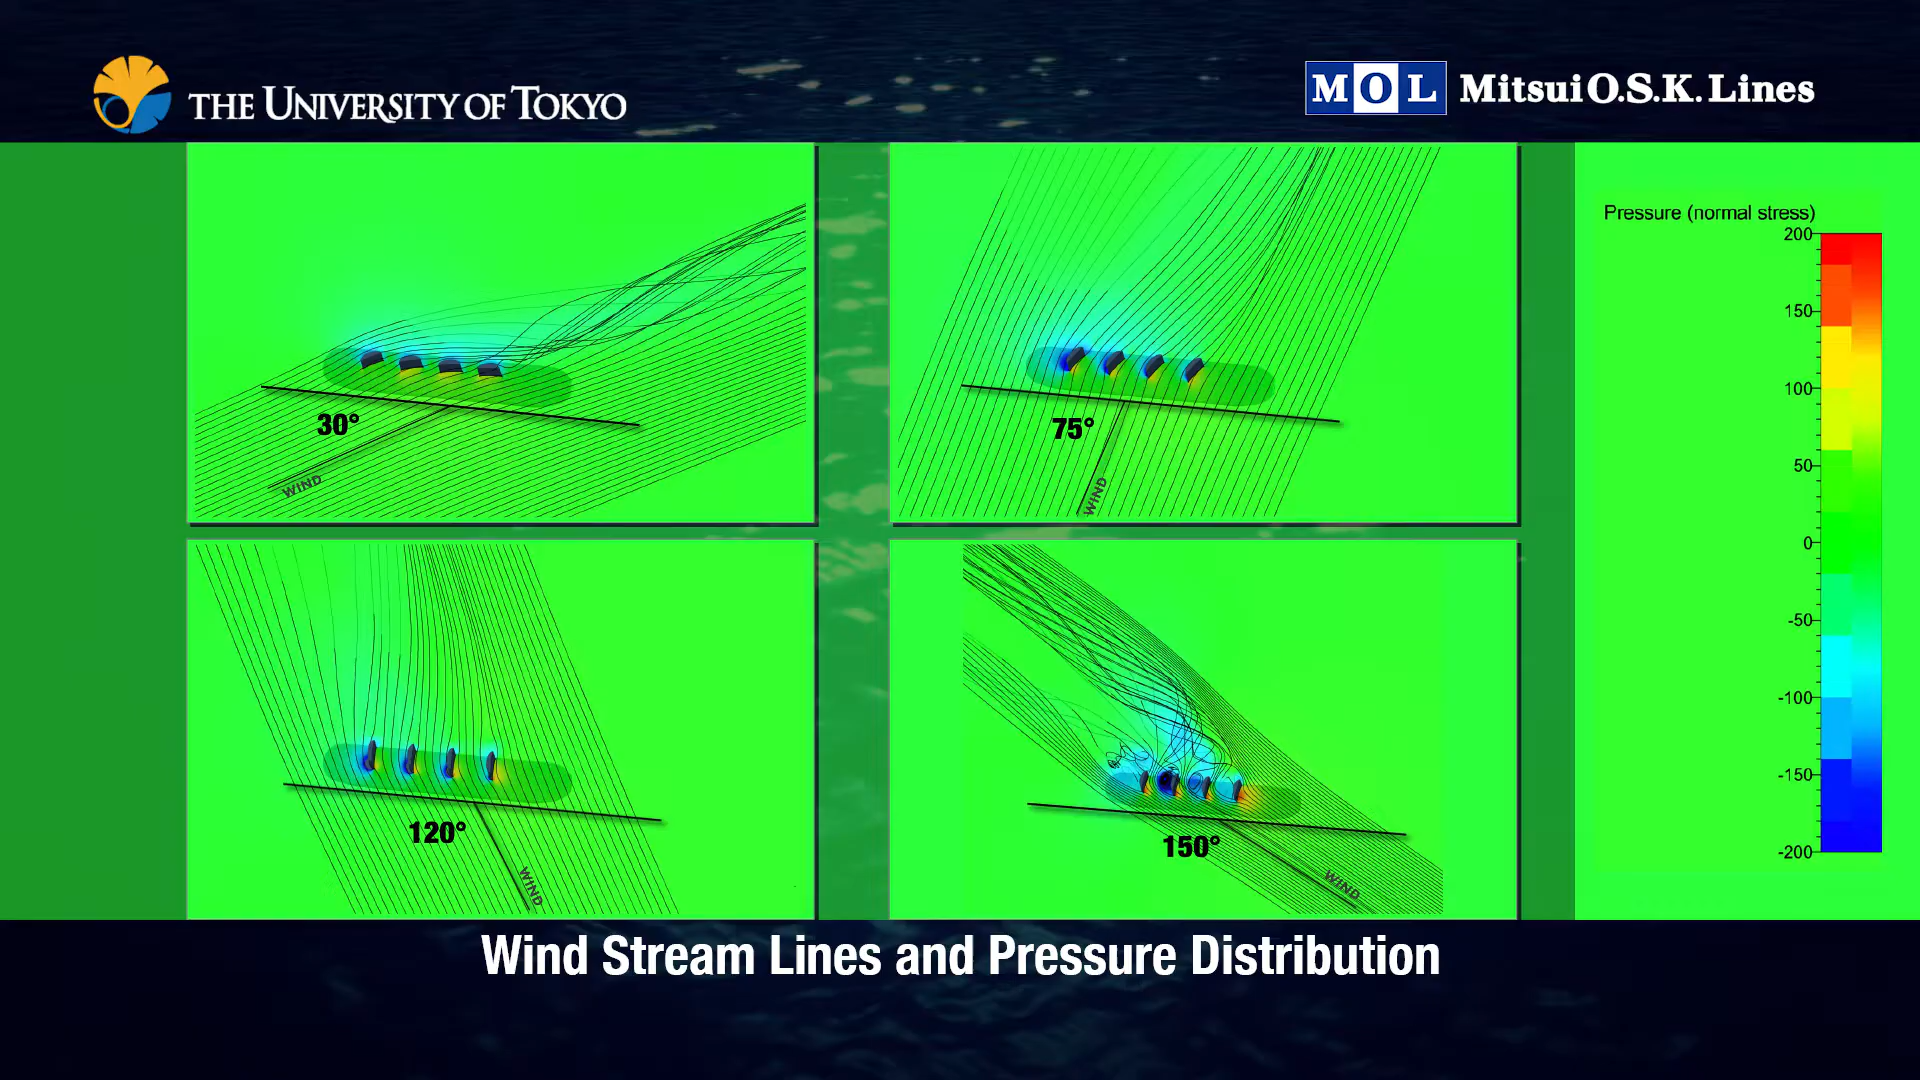 THE UNIVERSITY OF TOKYO
MOL Mitsui O.S.K. Lines
30°
WIND
75°
WIND
120°
WIND
150°
WIND
Pressure (normal stress)
200
150
100
50
0
-50
-100
-150
-200
Wind Stream Lines and Pressure Distribution